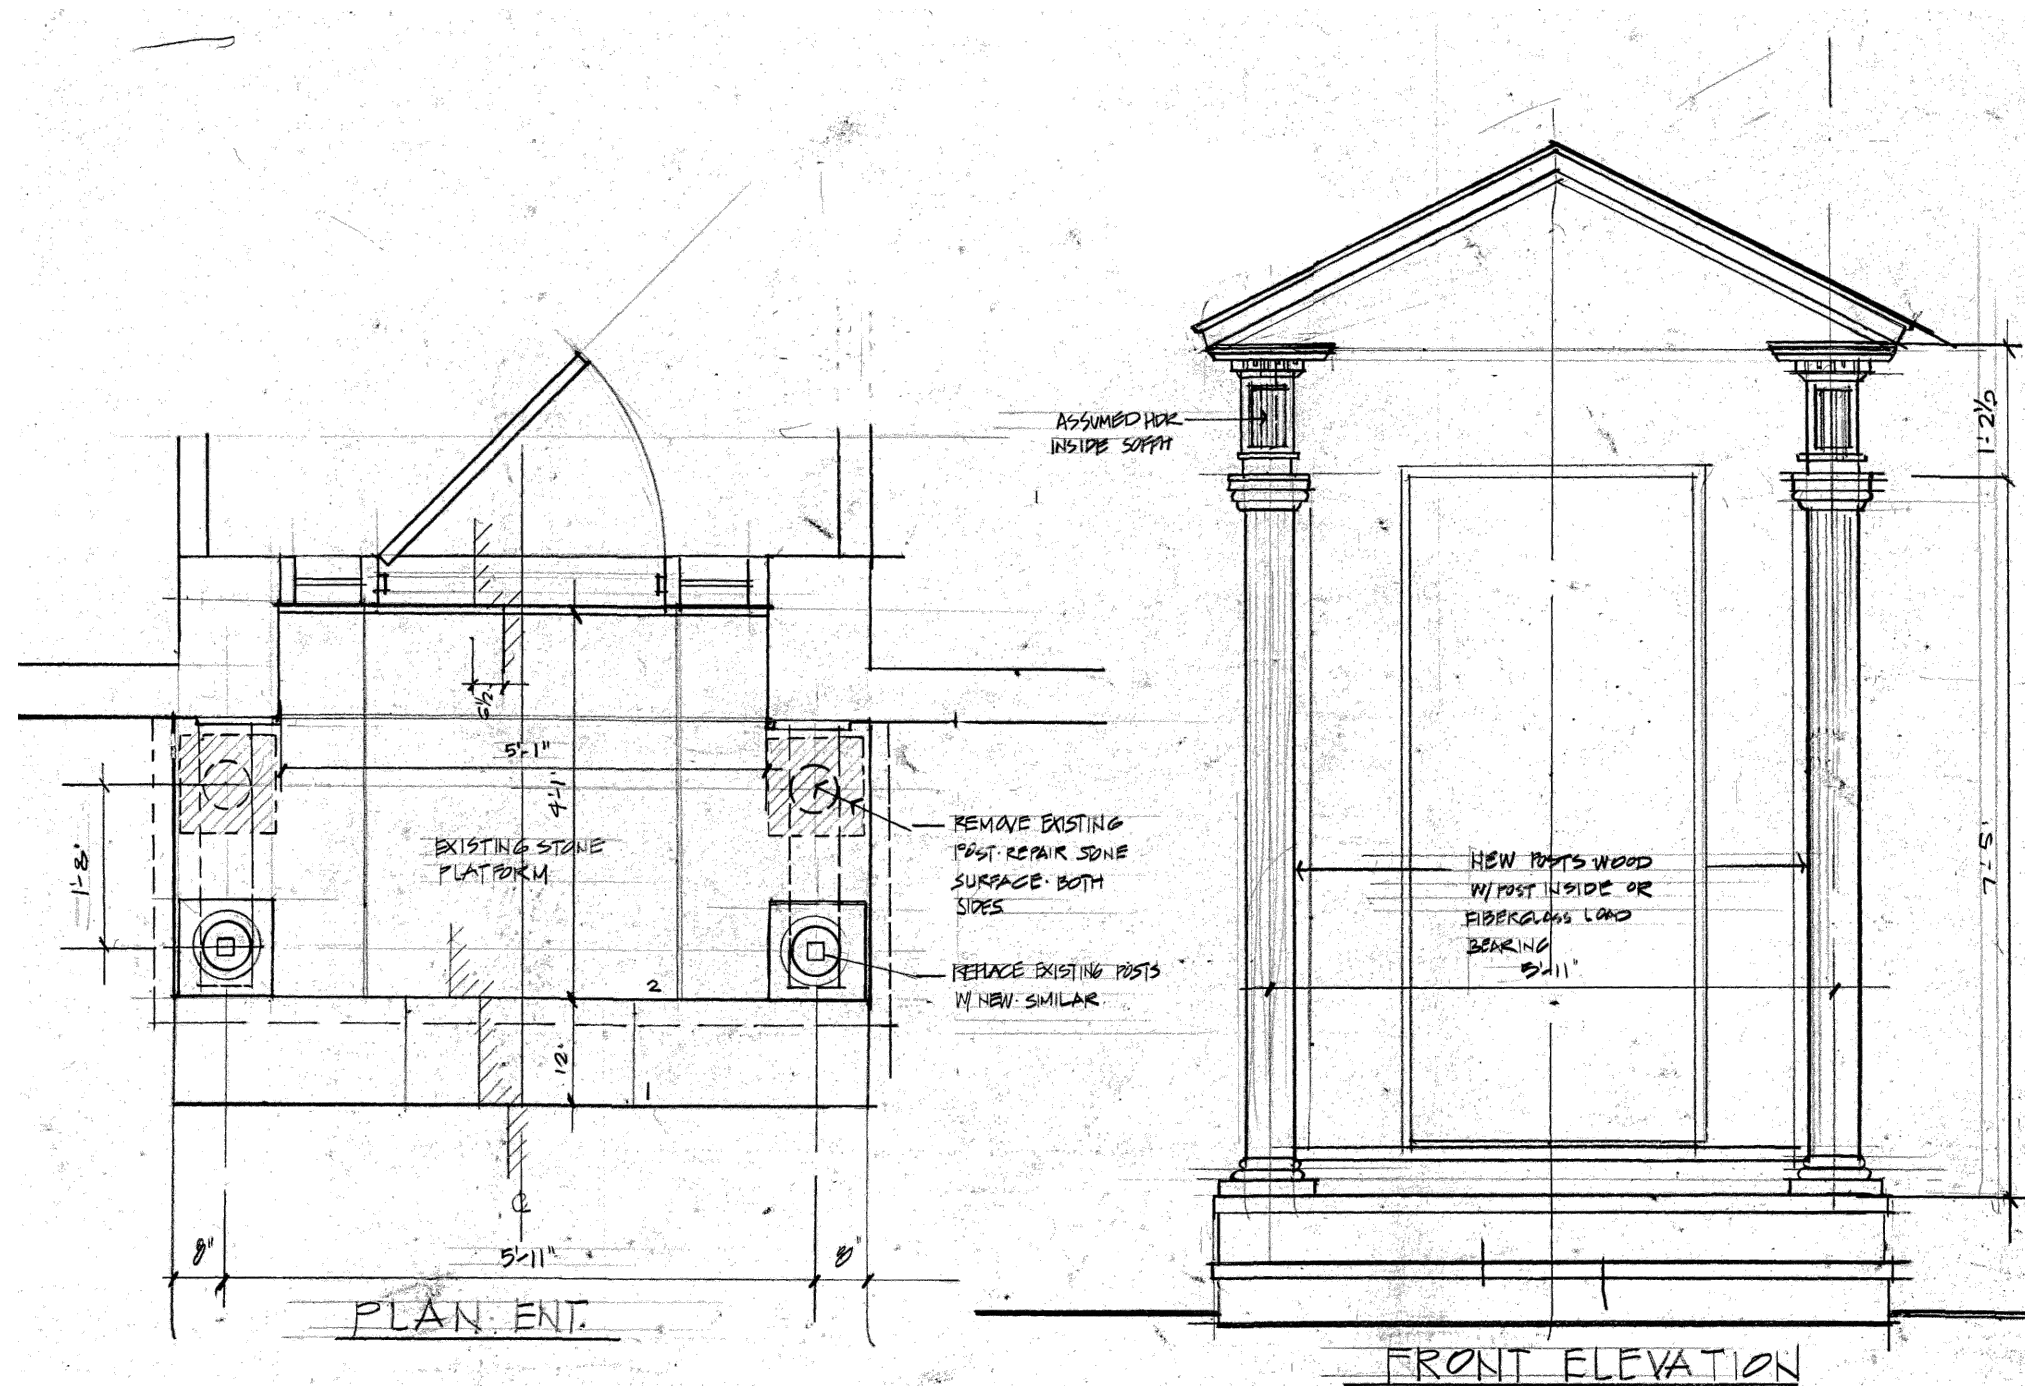 ASSUMED HDR
INSIDE SOFFIT
1'-2½"
6½"
5'-1"
4'-1"
1'-8"
EXISTING STONE
PLATFORM
REMOVE EXISTING
POST. REPAIR STONE
SURFACE. BOTH
SIDES
NEW POSTS WOOD
W/ POST INSIDE OR
FIBERGLASS LOAD
BEARING
5'-11"
7'-5"
REPLACE EXISTING POSTS
W/ NEW. SIMILAR
2
12"
1
8"
5'-11"
8"
PLAN ENT.
FRONT ELEVATION